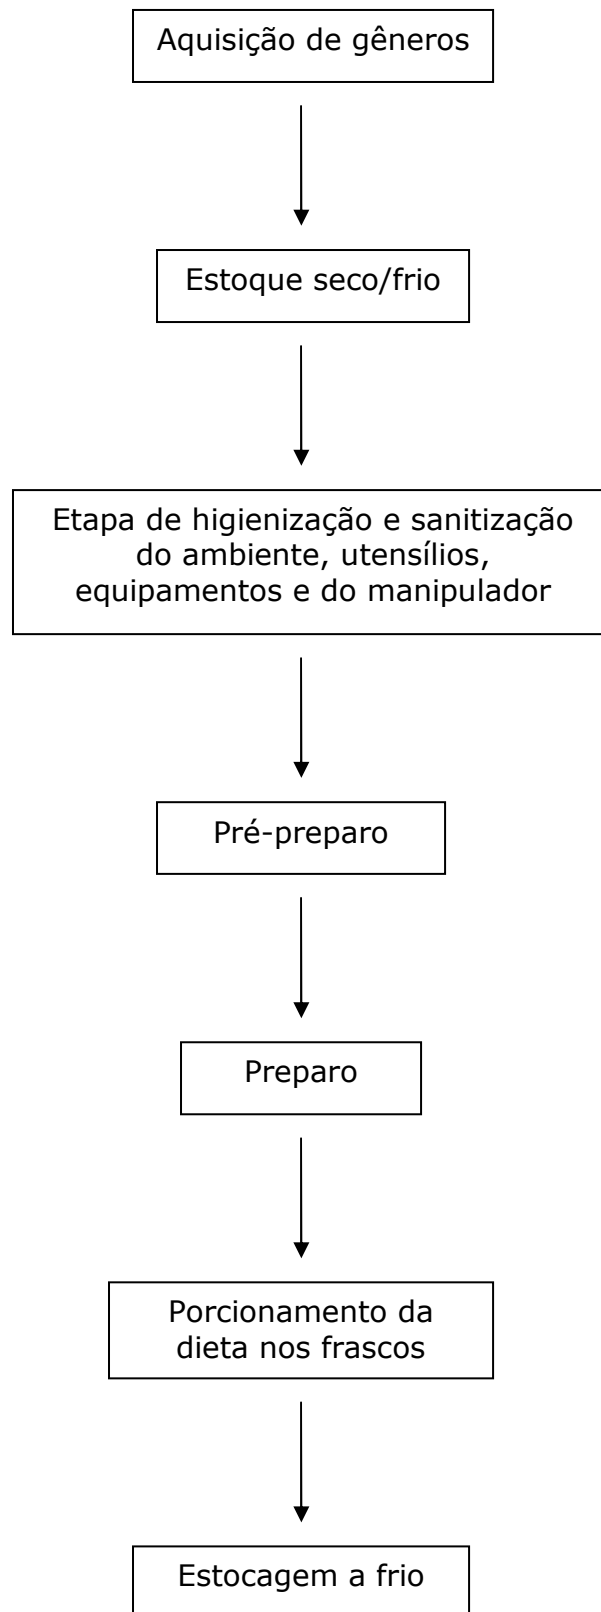 Aquisição de gêneros
Estoque seco/frio
Etapa de higienização e sanitização
do ambiente, utensílios,
equipamentos e do manipulador
Pré-preparo
Preparo
Porcionamento da
dieta nos frascos
Estocagem a frio